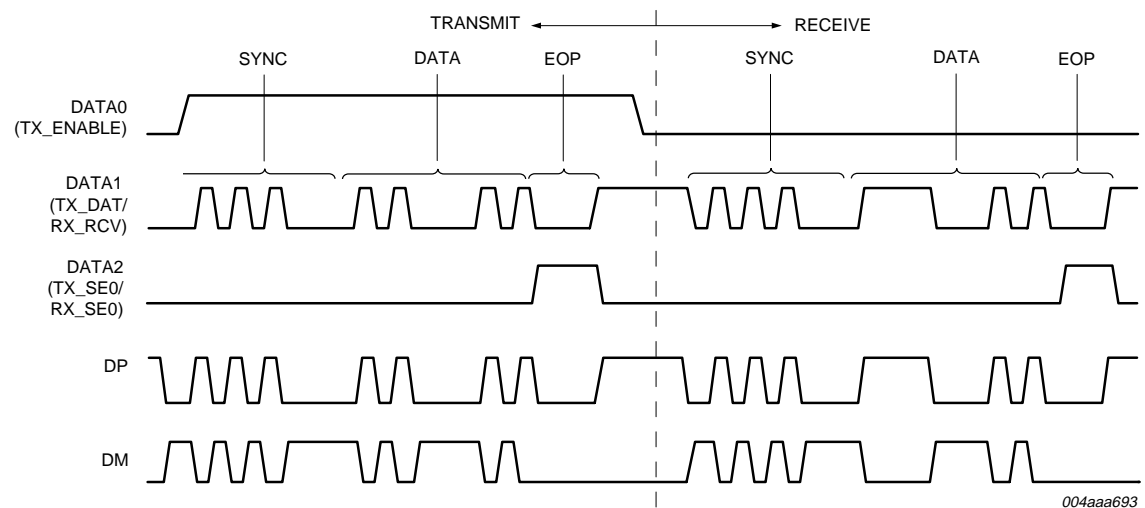 TRANSMIT
RECEIVE
SYNC
DATA
EOP
SYNC
DATA
EOP
DATA0
(TX_ENABLE)
DATA1
(TX_DAT/
RX_RCV)
DATA2
(TX_SE0/
RX_SE0)
DP
DM
004aaa693